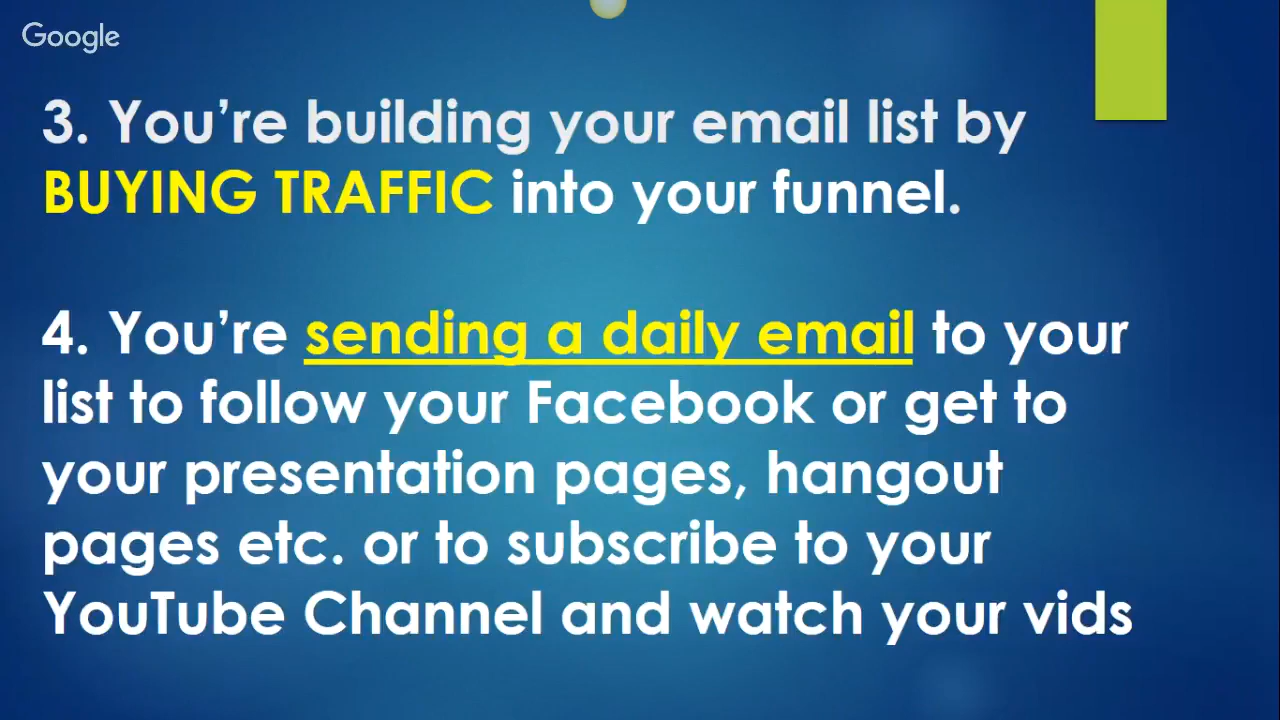 Google
3. You’re building your email list by
BUYING TRAFFIC into your funnel.
4. You’re sending a daily email to your
list to follow your Facebook or get to
your presentation pages, hangout
pages etc. or to subscribe to your
YouTube Channel and watch your vids